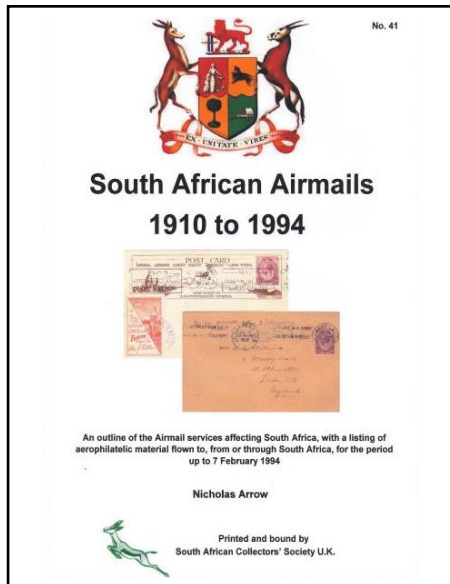 No. 41
EX · UNITATE · VIRES
South African Airmails
1910 to 1994
POST CARD
An outline of the Airmail services affecting South Africa, with a listing of
aerophilatelic material flown to, from or through South Africa, for the period
up to 7 February 1994
Nicholas Arrow
Printed and bound by
South African Collectors' Society U.K.